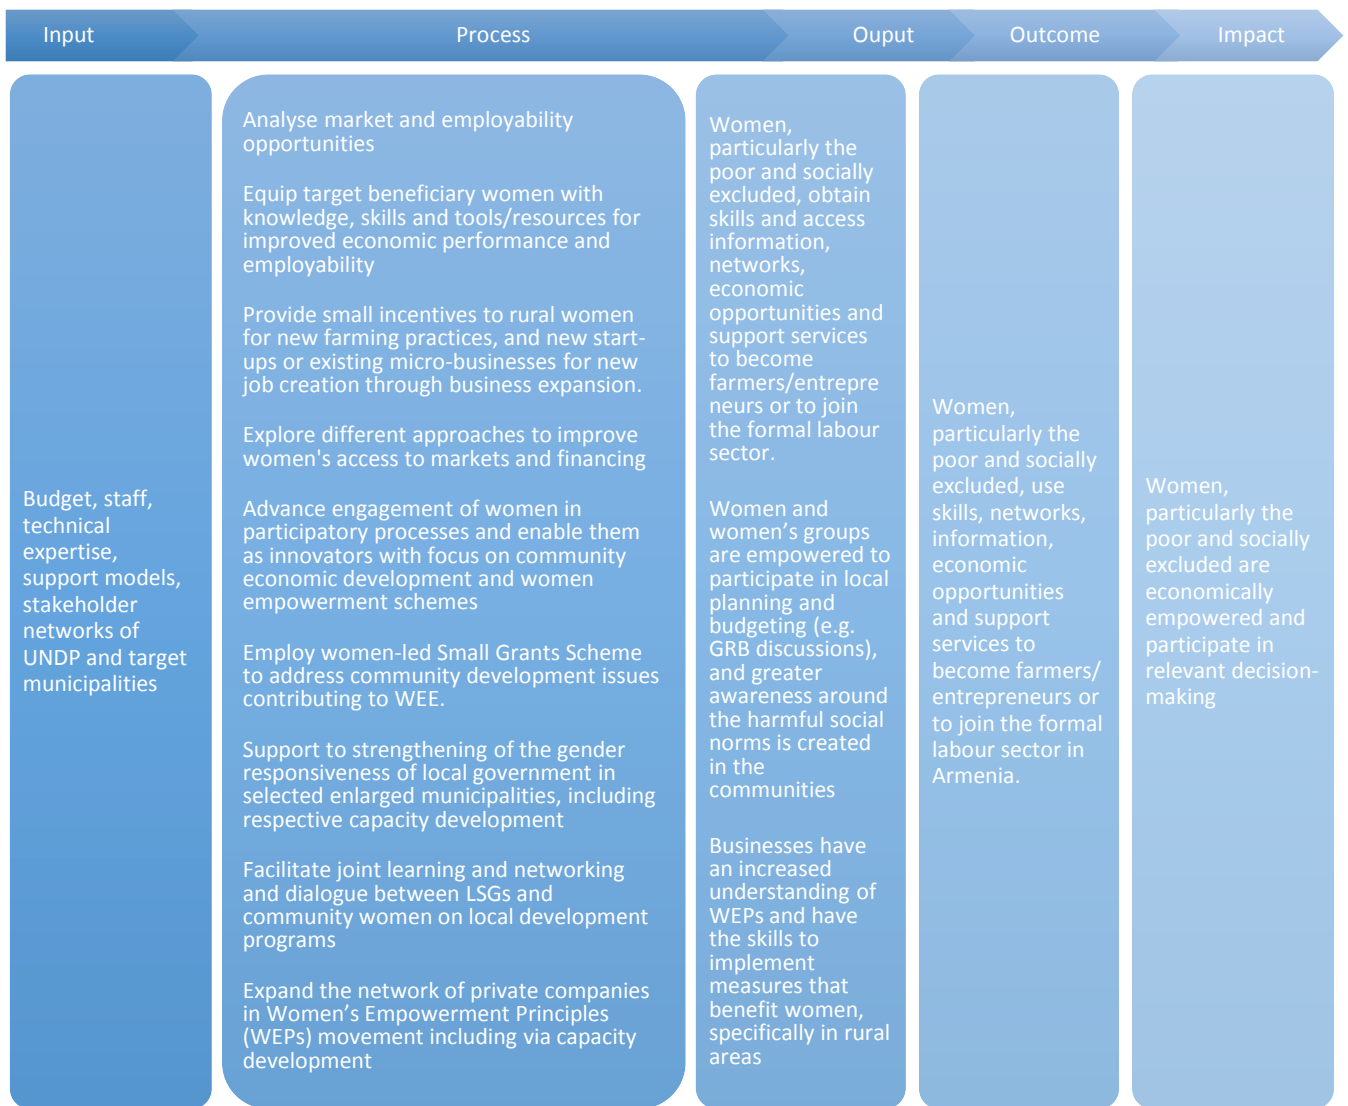 Input
Process
Ouput
Outcome
Impact
Budget, staff,
technical
expertise,
support models,
stakeholder
networks of
UNDP and target
municipalities
Analyse market and employability
opportunities
Equip target beneficiary women with
knowledge, skills and tools/resources for
improved economic performance and
employability
Provide small incentives to rural women
for new farming practices, and new start-
ups or existing micro-businesses for new
job creation through business expansion.
Explore different approaches to improve
women's access to markets and financing
Advance engagement of women in
participatory processes and enable them
as innovators with focus on community
economic development and women
empowerment schemes
Employ women-led Small Grants Scheme
to address community development issues
contributing to WEE.
Support to strengthening of the gender
responsiveness of local government in
selected enlarged municipalities, including
respective capacity development
Facilitate joint learning and networking
and dialogue between LSGs and
community women on local development
programs
Expand the network of private companies
in Women’s Empowerment Principles
(WEPs) movement including via capacity
development
Women,
particularly the
poor and socially
excluded, obtain
skills and access
information,
networks,
economic
opportunities and
support services
to become
farmers/entrepre
neurs or to join
the formal labour
sector.
Women and
women’s groups
are empowered to
participate in local
planning and
budgeting (e.g.
GRB discussions),
and greater
awareness around
the harmful social
norms is created
in the
communities
Businesses have
an increased
understanding of
WEPs and have
the skills to
implement
measures that
benefit women,
specifically in rural
areas
Women,
particularly the
poor and socially
excluded, use
skills, networks,
information,
economic
opportunities
and support
services to
become farmers/
entrepreneurs or
to join the formal
labour sector in
Armenia.
Women,
particularly the
poor and socially
excluded are
economically
empowered and
participate in
relevant decision-
making